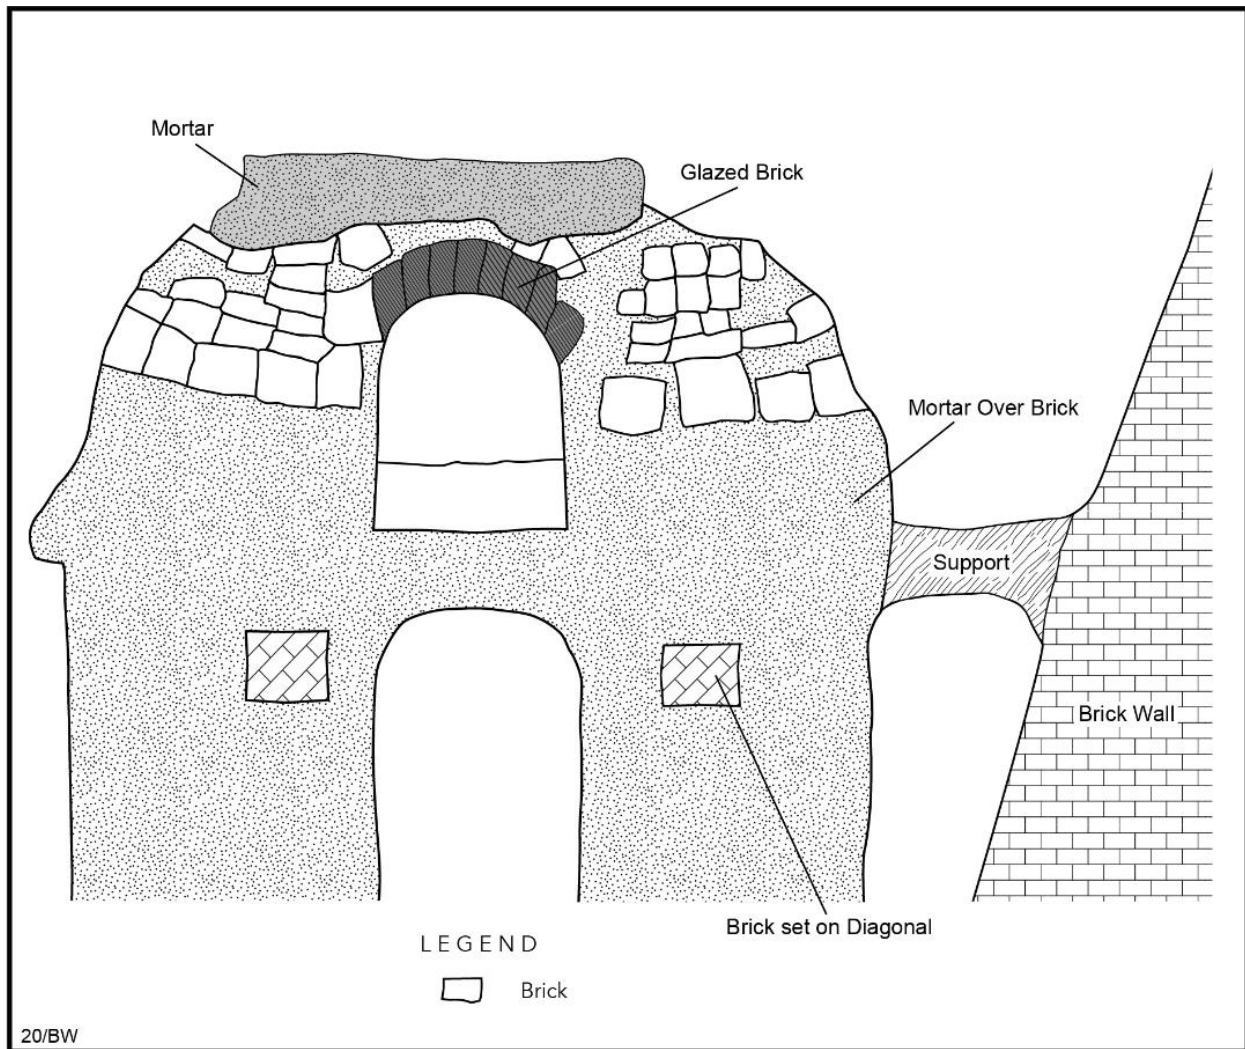 Mortar
Glazed Brick
Mortar Over Brick
Support
Brick Wall
Brick set on Diagonal
LEGEND
Brick
20/BW